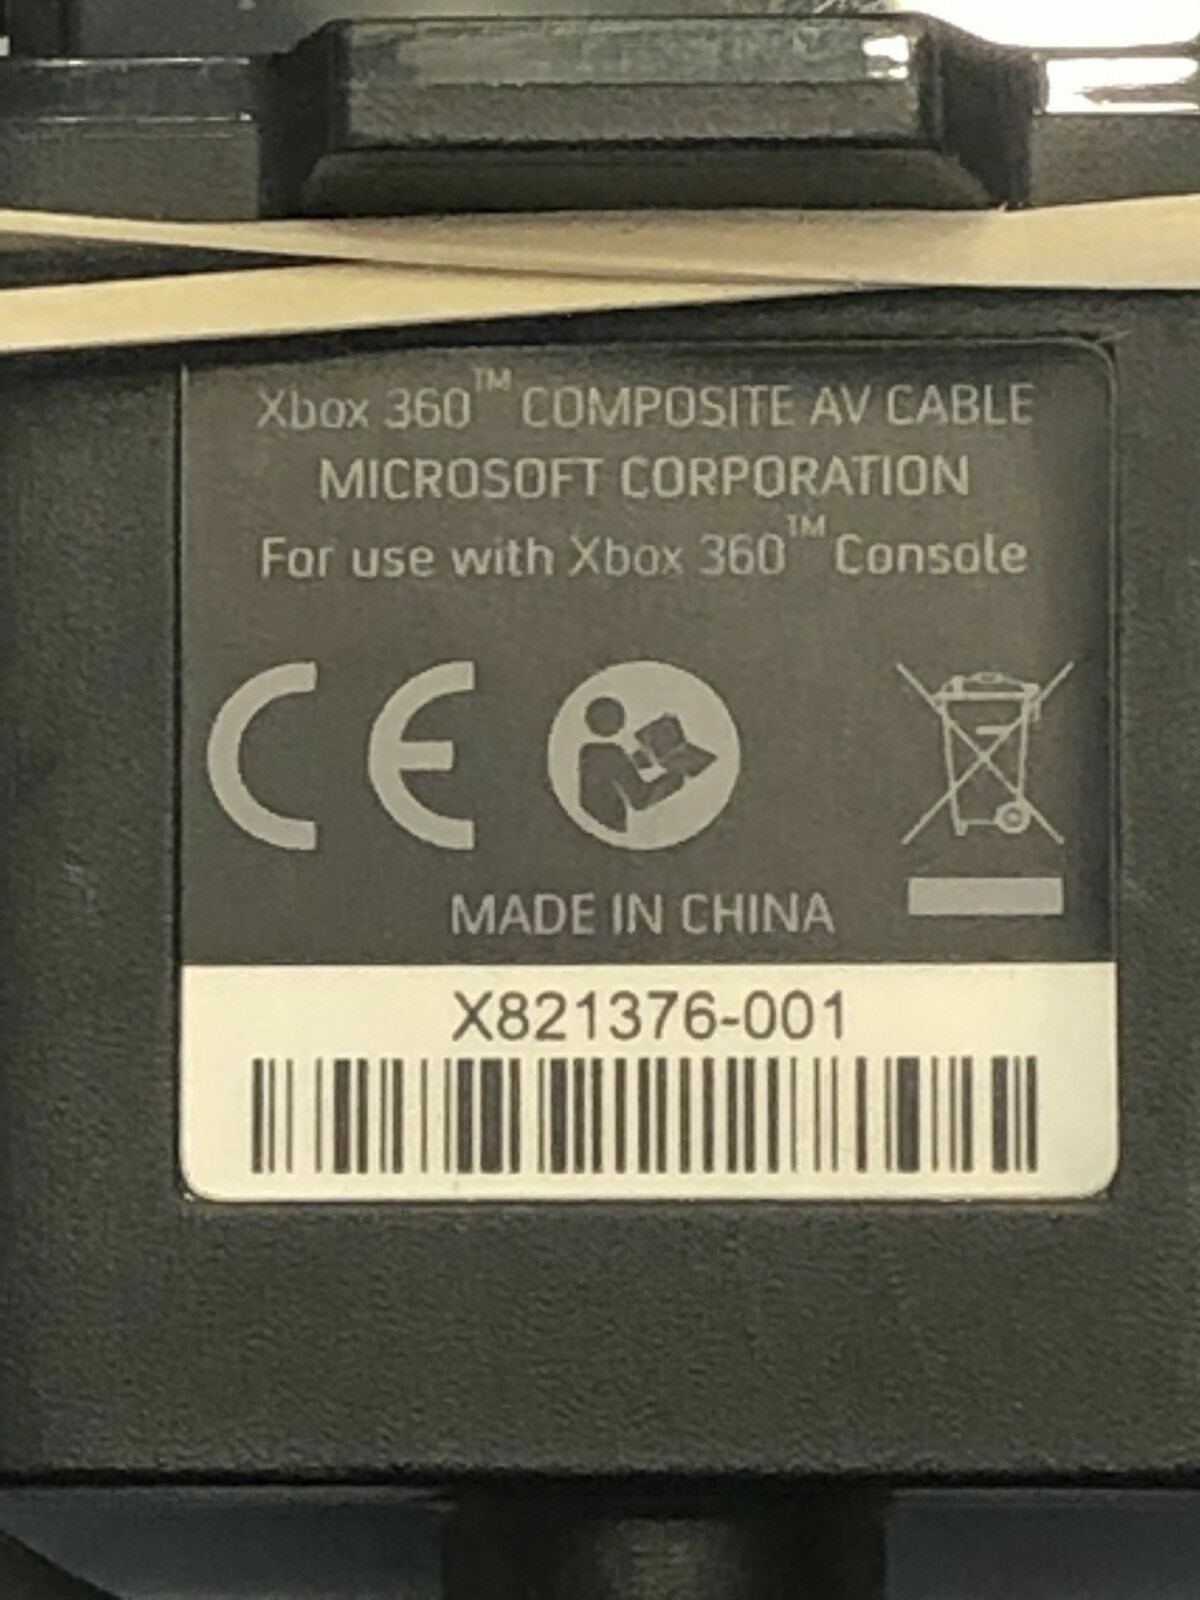 Xbox 360™ COMPOSITE AV CABLE
MICROSOFT CORPORATION
For use with Xbox 360™ Console
CE
MADE IN CHINA
X821376-001